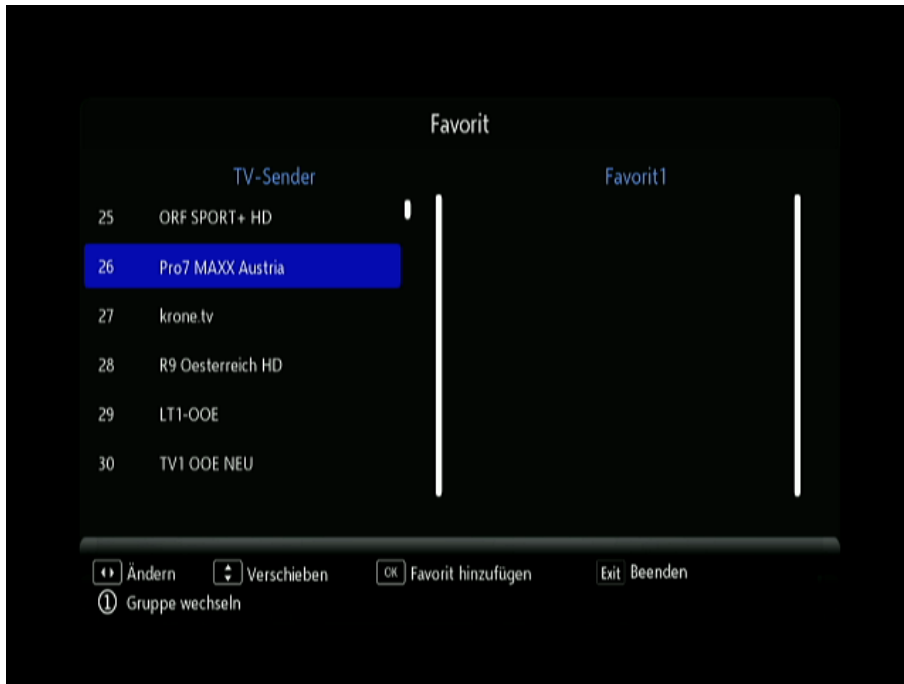 Favorit
TV-Sender
Favorit1
25 ORF SPORT+ HD
26 Pro7 MAXX Austria
27 krone.tv
28 R9 Oesterreich HD
29 LT1-OOE
30 TV1 OOE NEU
Ändern Verschieben OK Favorit hinzufügen Exit Beenden
1 Gruppe wechseln